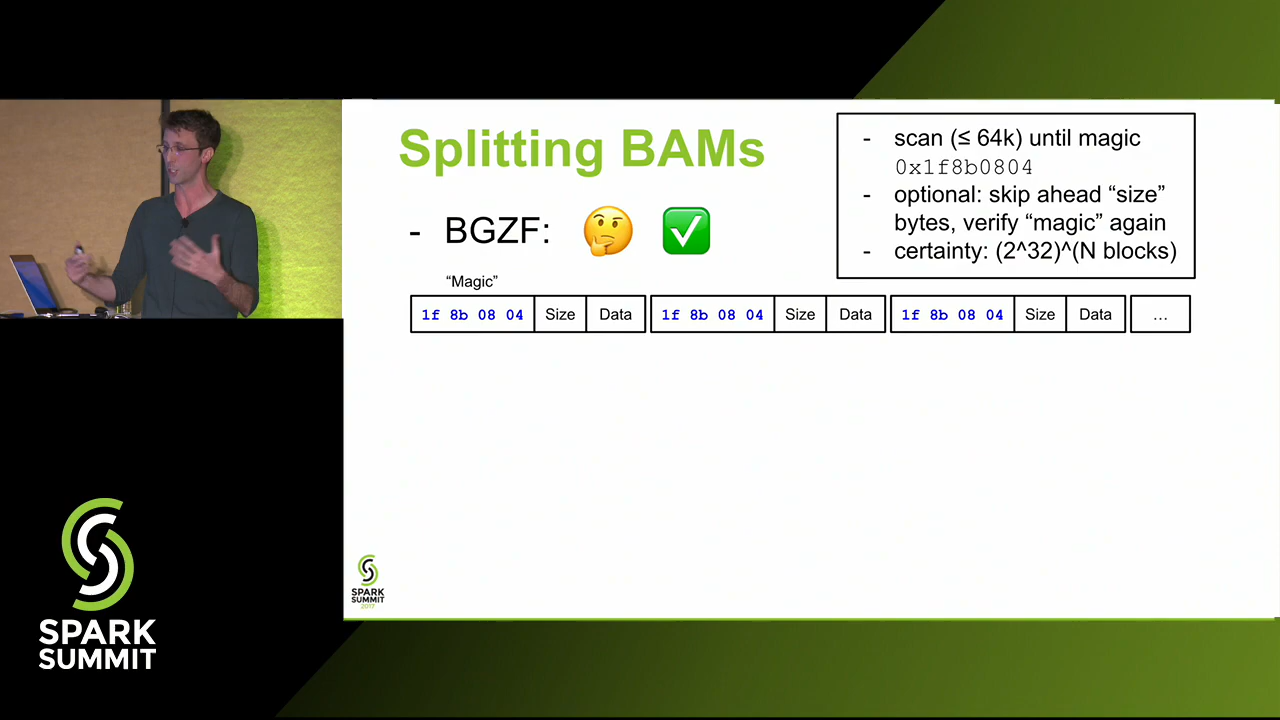 Splitting BAMs
- BGZF:
- scan (≤ 64k) until magic
0x1f8b0804
- optional: skip ahead “size”
bytes, verify “magic” again
- certainty: (2^32)^(N blocks)
“Magic”
1f 8b 08 04 Size Data 1f 8b 08 04 Size Data 1f 8b 08 04 Size Data ...
SPARK
SUMMIT
2017
SPARK
SUMMIT